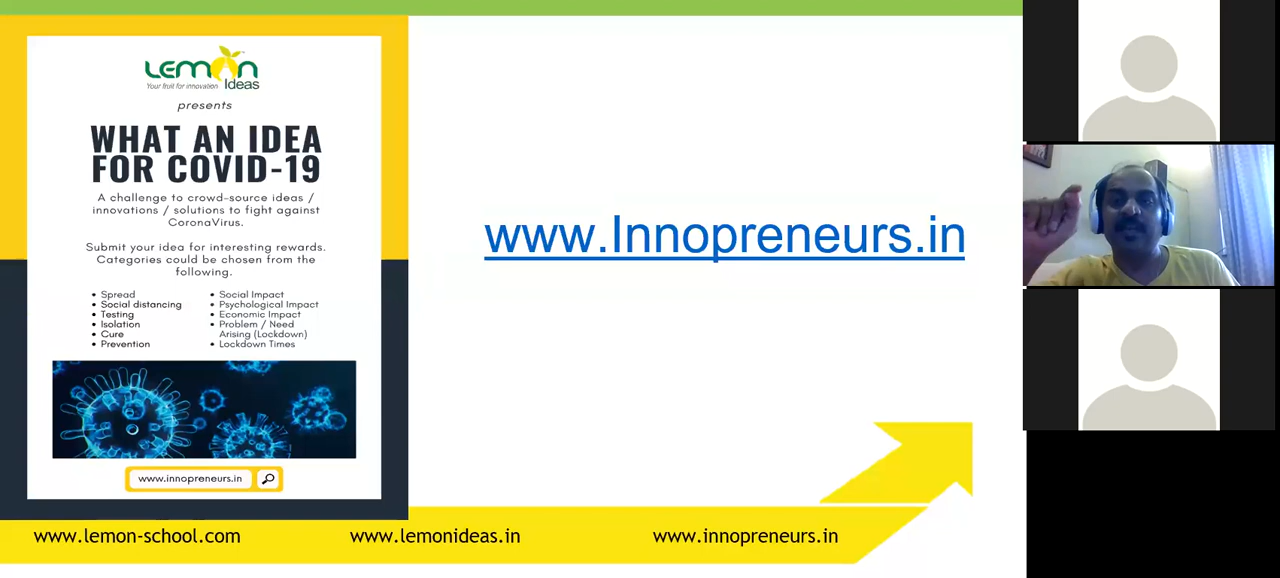 LEMON
Your fruit for innovation Ideas
presents
WHAT AN IDEA
FOR COVID-19
A challenge to crowd-source ideas /
innovations / solutions to fight against
CoronaVirus.
Submit your idea for interesting rewards.
Categories could be chosen from the
following.
• Spread
• Social distancing
• Testing
• Isolation
• Cure
• Prevention
• Social Impact
• Psychological Impact
• Economic Impact
• Problem / Need
Arising (Lockdown)
• Lockdown Times
www.innopreneurs.in
www.Innopreneurs.in
www.lemon-school.com
www.lemonideas.in
www.innopreneurs.in